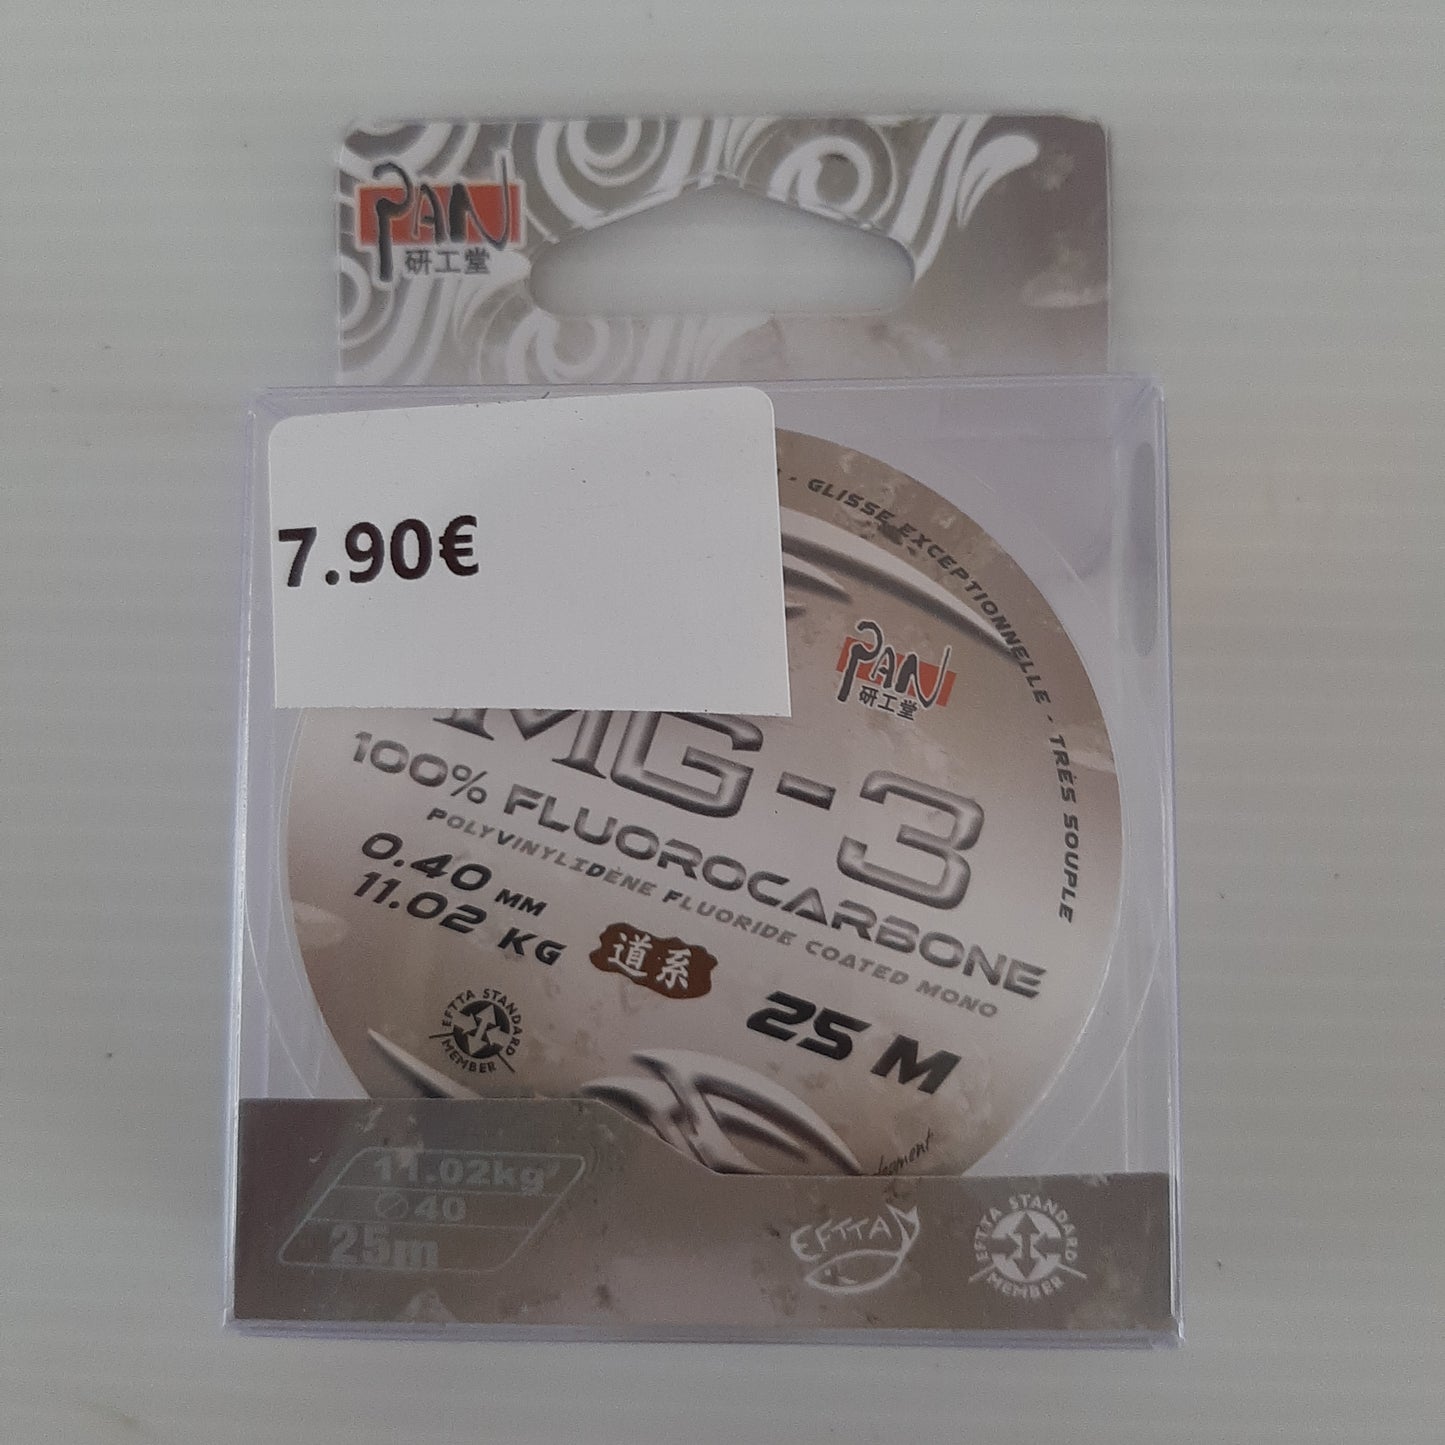 PAN
研工堂
7.90€
. GLISSE EXCEPTIONNELLE . TRÈS SOUPLE
PAN
研工堂
MG-3
100% FLUOROCARBONE
POLYVINYLIDÈNE FLUORIDE COATED MONO
0.40 MM
11.02 KG
道系
25 M
EFTTA STANDARD
MEMBER
11.02kg
⌀40
25m
EFTTA
EFTTA STANDARD
MEMBER